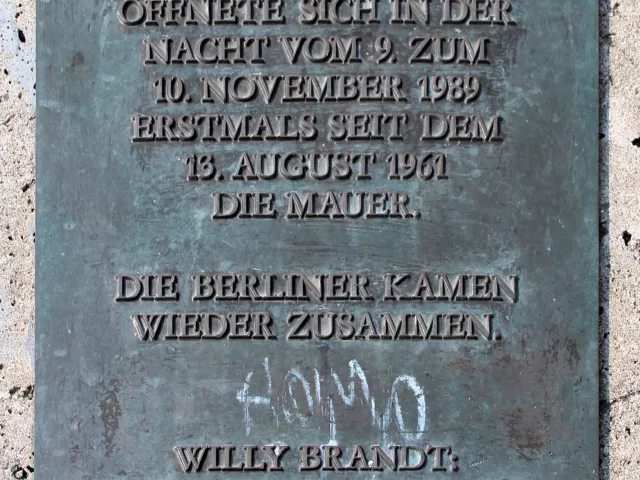 ÖFFNETE SICH IN DER
NACHT VOM 9. ZUM
10. NOVEMBER 1989
ERSTMALS SEIT DEM
13. AUGUST 1961
DIE MAUER.
DIE BERLINER KAMEN
WIEDER ZUSAMMEN.
WILLY BRANDT: